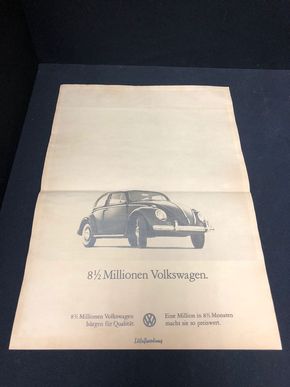 8½ Millionen Volkswagen.
8½ Millionen Volkswagen
bürgen für Qualität.
VW
Eine Million in 8½ Monaten
macht sie so preiswert.